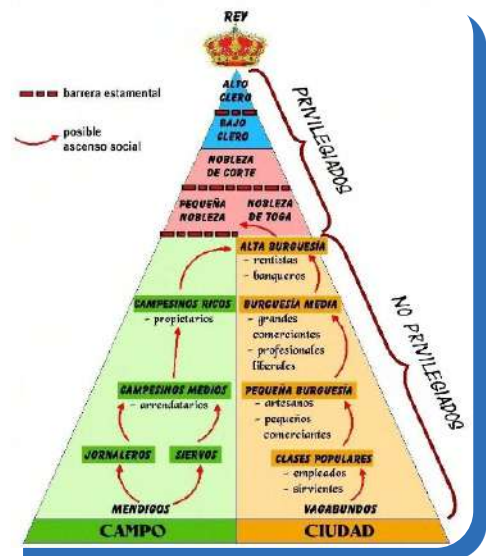 REY
barrera estamental
posible
ascenso social
ALTO
CLERO
BAJO
CLERO
NOBLEZA
DE CORTE
PEQUEÑA
NOBLEZA
NOBLEZA
DE TOGA
PRIVILEGIADOS
ALTA BURGUESÍA
- rentistas
- banqueros
CAMPESINOS RICOS
- propietarios
BURGUESÍA MEDIA
- grandes
comerciantes
- profesionales
liberales
CAMPESINOS MEDIOS
- arrendatarios
PEQUEÑA BURGUESÍA
- artesanos
- pequeños
comerciantes
JORNALEROS
SIERVOS
CLASES POPULARES
- empleados
- sirvientes
MENDIGOS
VAGABUNDOS
NO PRIVILEGIADOS
CAMPO
CIUDAD